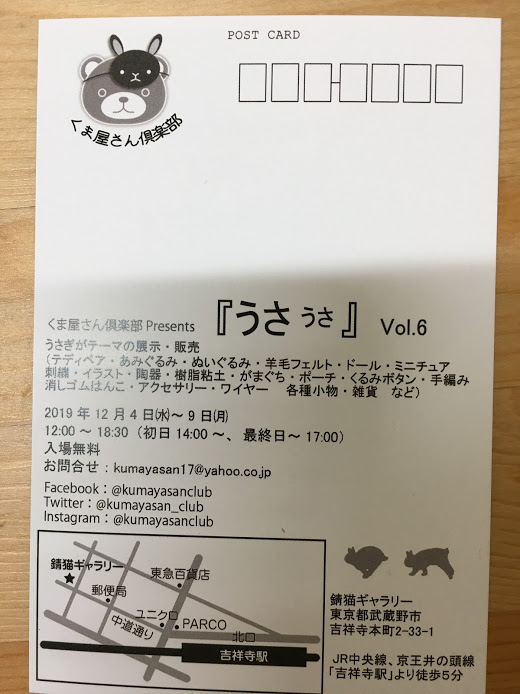 POST CARD
くま屋さん倶楽部
くま屋さん倶楽部 Presents 『うさ うさ 』 Vol.6
うさぎがテーマの展示・販売
(テディベア・あみぐるみ・ぬいぐるみ・羊毛フェルト・ドール・ミニチュア
刺繍・イラスト・陶器・樹脂粘土・がまぐち・ポーチ・くるみボタン・手編み
消しゴムはんこ・アクセサリー・ワイヤー 各種小物・雑貨 など)
2019 年 12 月 4 日㈬～ 9 日㈪
12:00 ～ 18:30 (初日 14:00 ～、最終日～ 17:00)
入場無料
お問合せ：kumayasan17@yahoo.co.jp
Facebook：@kumayasanclub
Twitter：@kumayasan_club
Instagram：@kumayasanclub
錆猫ギャラリー
東急百貨店
郵便局
ユニクロ
PARCO
中道通り
北口
吉祥寺駅
錆猫ギャラリー
東京都武蔵野市
吉祥寺本町2-33-1
JR中央線、京王井の頭線
「吉祥寺駅」より徒歩５分